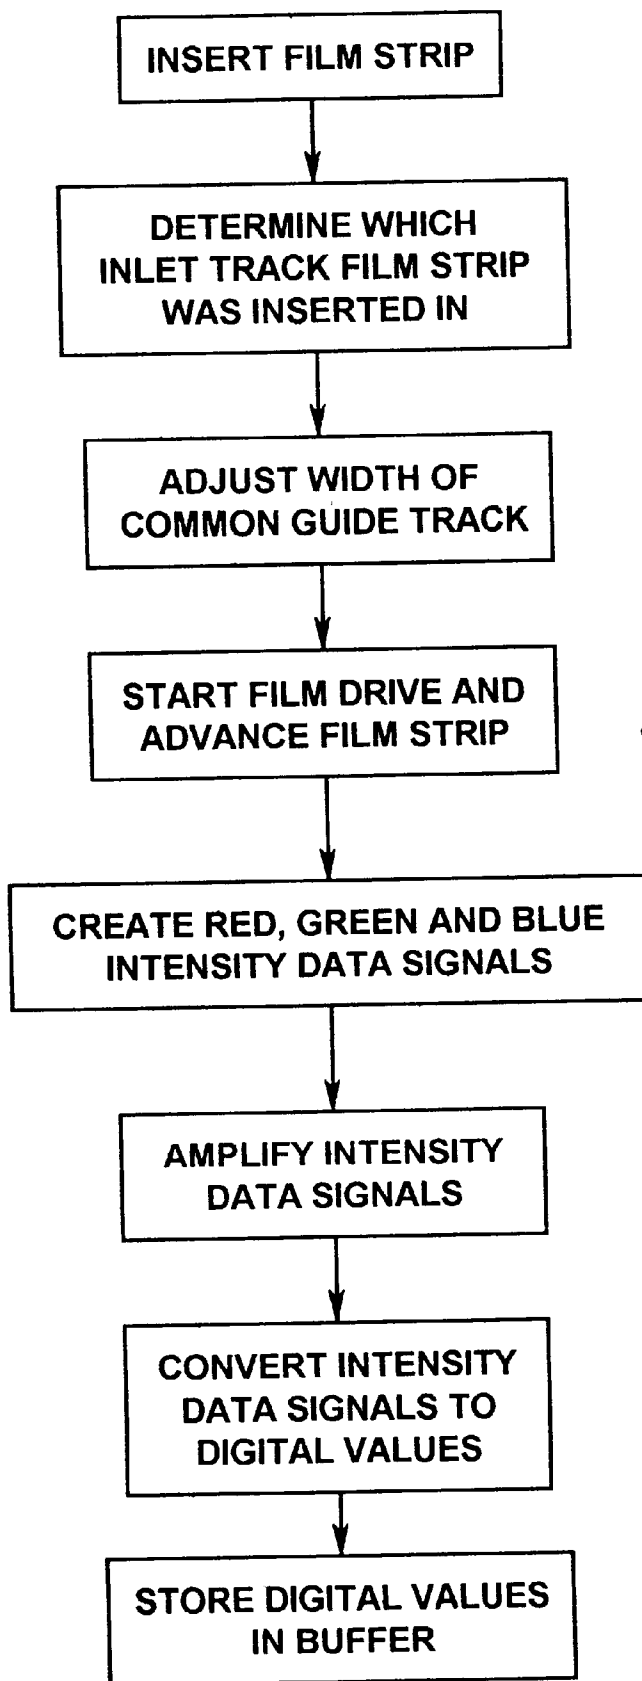 INSERT FILM STRIP
DETERMINE WHICH
INLET TRACK FILM STRIP
WAS INSERTED IN
ADJUST WIDTH OF
COMMON GUIDE TRACK
START FILM DRIVE AND
ADVANCE FILM STRIP
CREATE RED, GREEN AND BLUE
INTENSITY DATA SIGNALS
AMPLIFY INTENSITY
DATA SIGNALS
CONVERT INTENSITY
DATA SIGNALS TO
DIGITAL VALUES
STORE DIGITAL VALUES
IN BUFFER